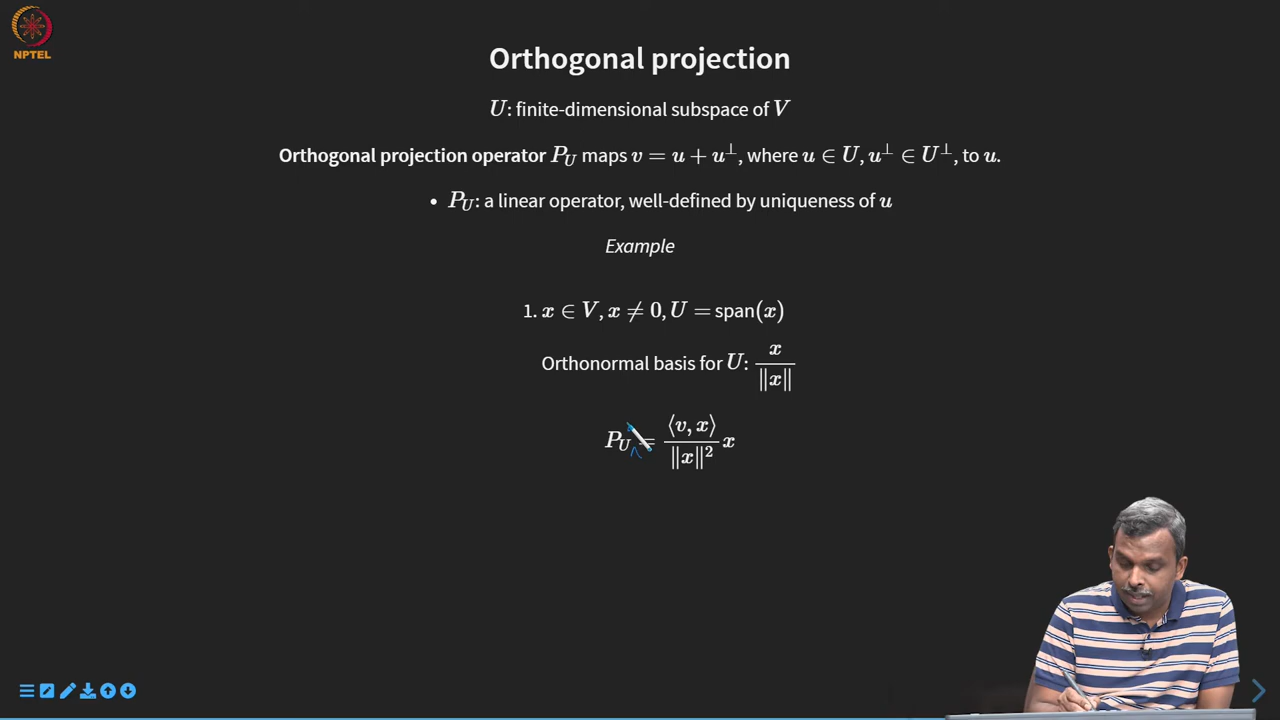 NPTEL
Orthogonal projection
U: finite-dimensional subspace of V
Orthogonal projection operator P_U maps v = u + u^⊥, where u ∈ U, u^⊥ ∈ U^⊥, to u.
• P_U: a linear operator, well-defined by uniqueness of u
Example
1. x ∈ V, x ≠ 0, U = span(x)
Orthonormal basis for U: x / ‖x‖
P_U = ⟨v, x⟩ / ‖x‖² x